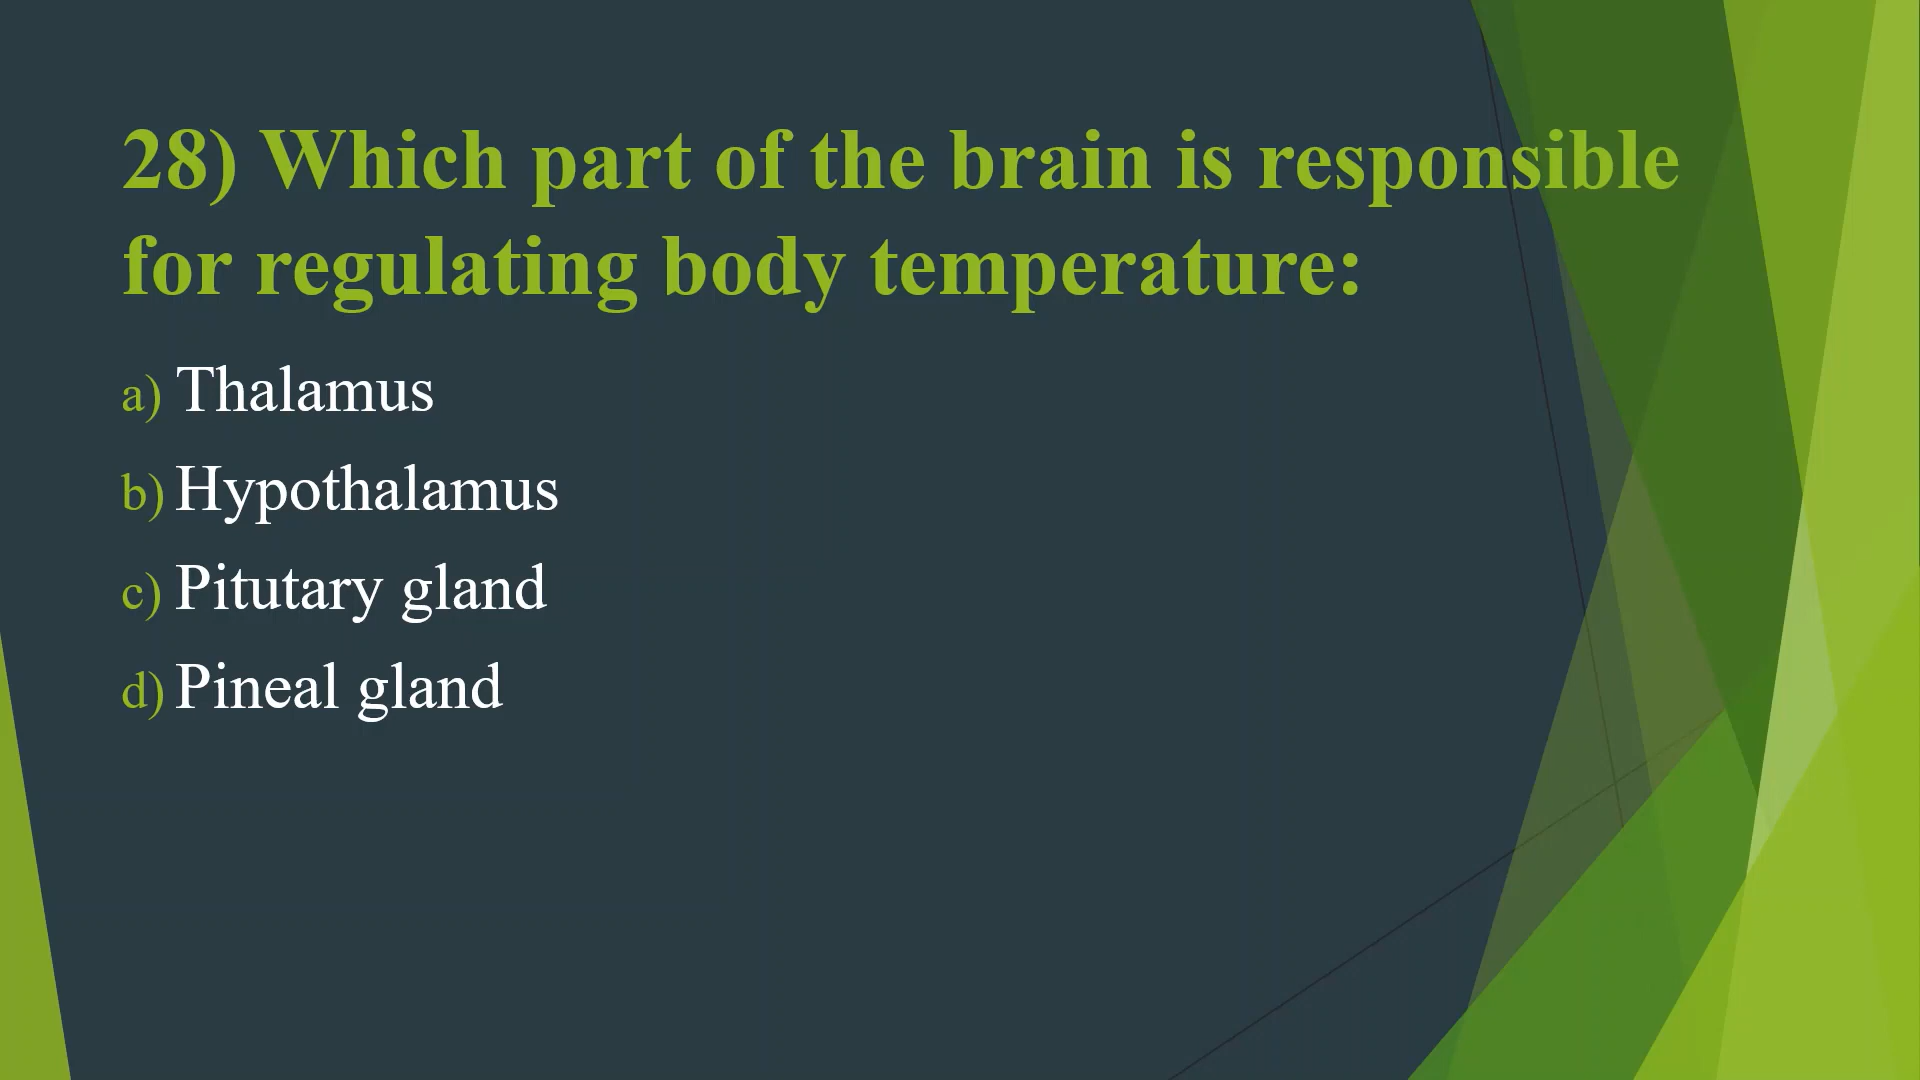 28) Which part of the brain is responsible
for regulating body temperature:
a) Thalamus
b) Hypothalamus
c) Pitutary gland
d) Pineal gland